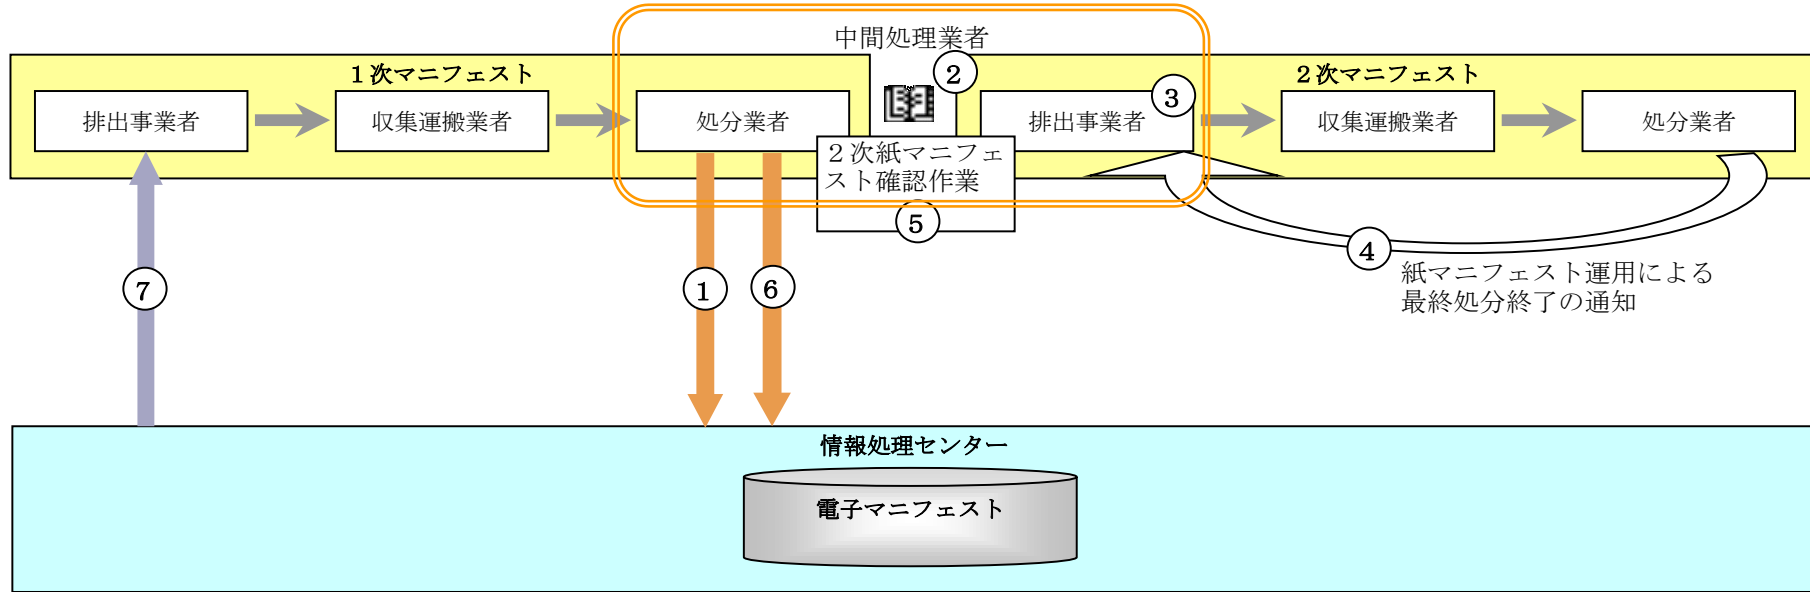 中間処理業者
１次マニフェスト
②
２次マニフェスト
排出事業者
収集運搬業者
処分業者
排出事業者
③
収集運搬業者
処分業者
２次紙マニフェ
スト確認作業
⑤
④
紙マニフェスト運用による
最終処分終了の通知
⑦
①
⑥
情報処理センター
電子マニフェスト